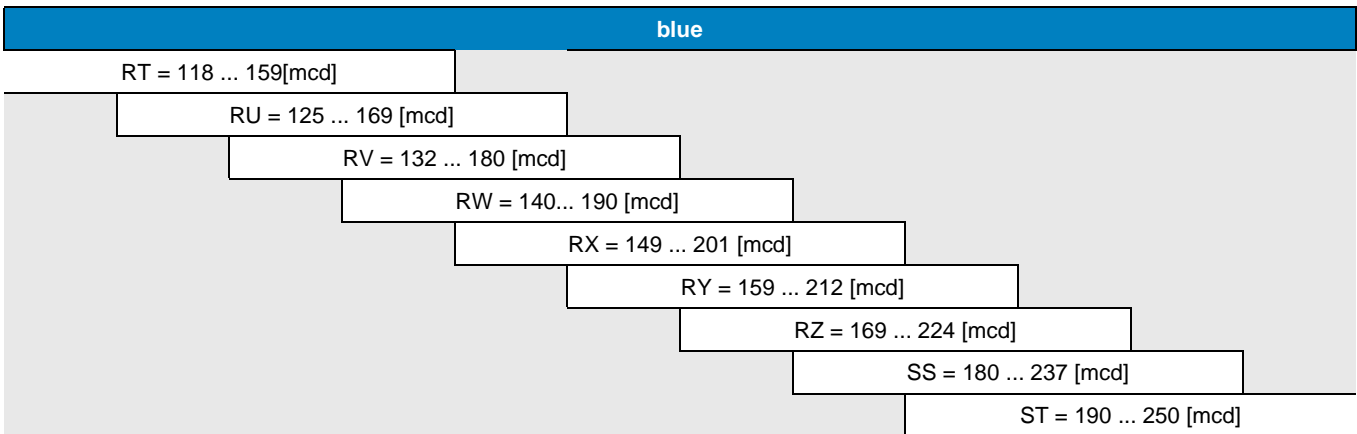 blue
RT = 118 ... 159[mcd]
RU = 125 ... 169 [mcd]
RV = 132 ... 180 [mcd]
RW = 140... 190 [mcd]
RX = 149 ... 201 [mcd]
RY = 159 ... 212 [mcd]
RZ = 169 ... 224 [mcd]
SS = 180 ... 237 [mcd]
ST = 190 ... 250 [mcd]